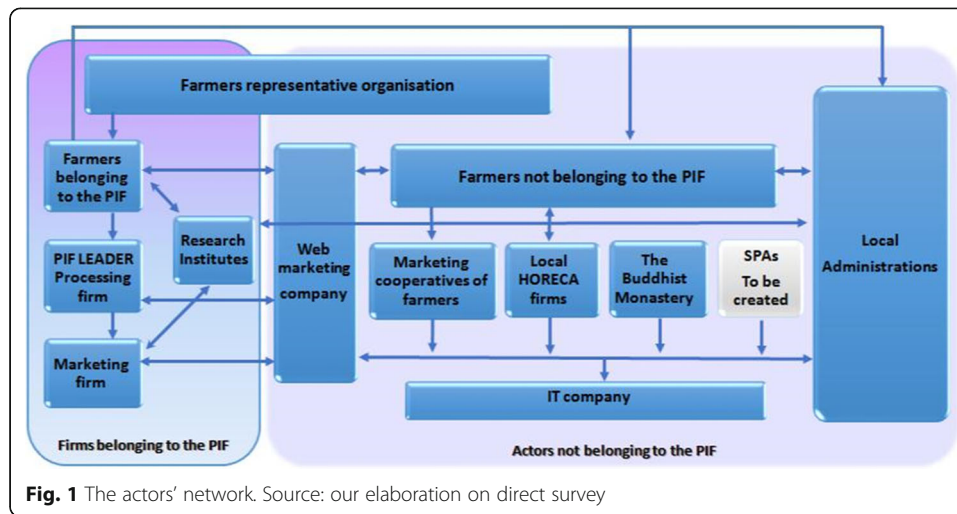 Farmers representative organisation
Farmers
belonging
to the PIF
Farmers not belonging to the PIF
Research
Institutes
Web
marketing
company
Local
Administrations
PIF LEADER
Processing
firm
Marketing
cooperatives of
farmers
Local
HORECA
firms
The
Buddhist
Monastery
SPAs
To be
created
Marketing
firm
IT company
Firms belonging to the PIF
Actors not belonging to the PIF
Fig. 1 The actors' network. Source: our elaboration on direct survey